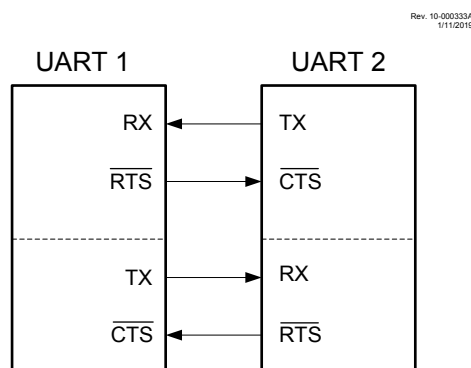 Rev. 10-000333A
1/11/2019
UART 1 UART 2
RX TX
RTS CTS
TX RX
CTS RTS